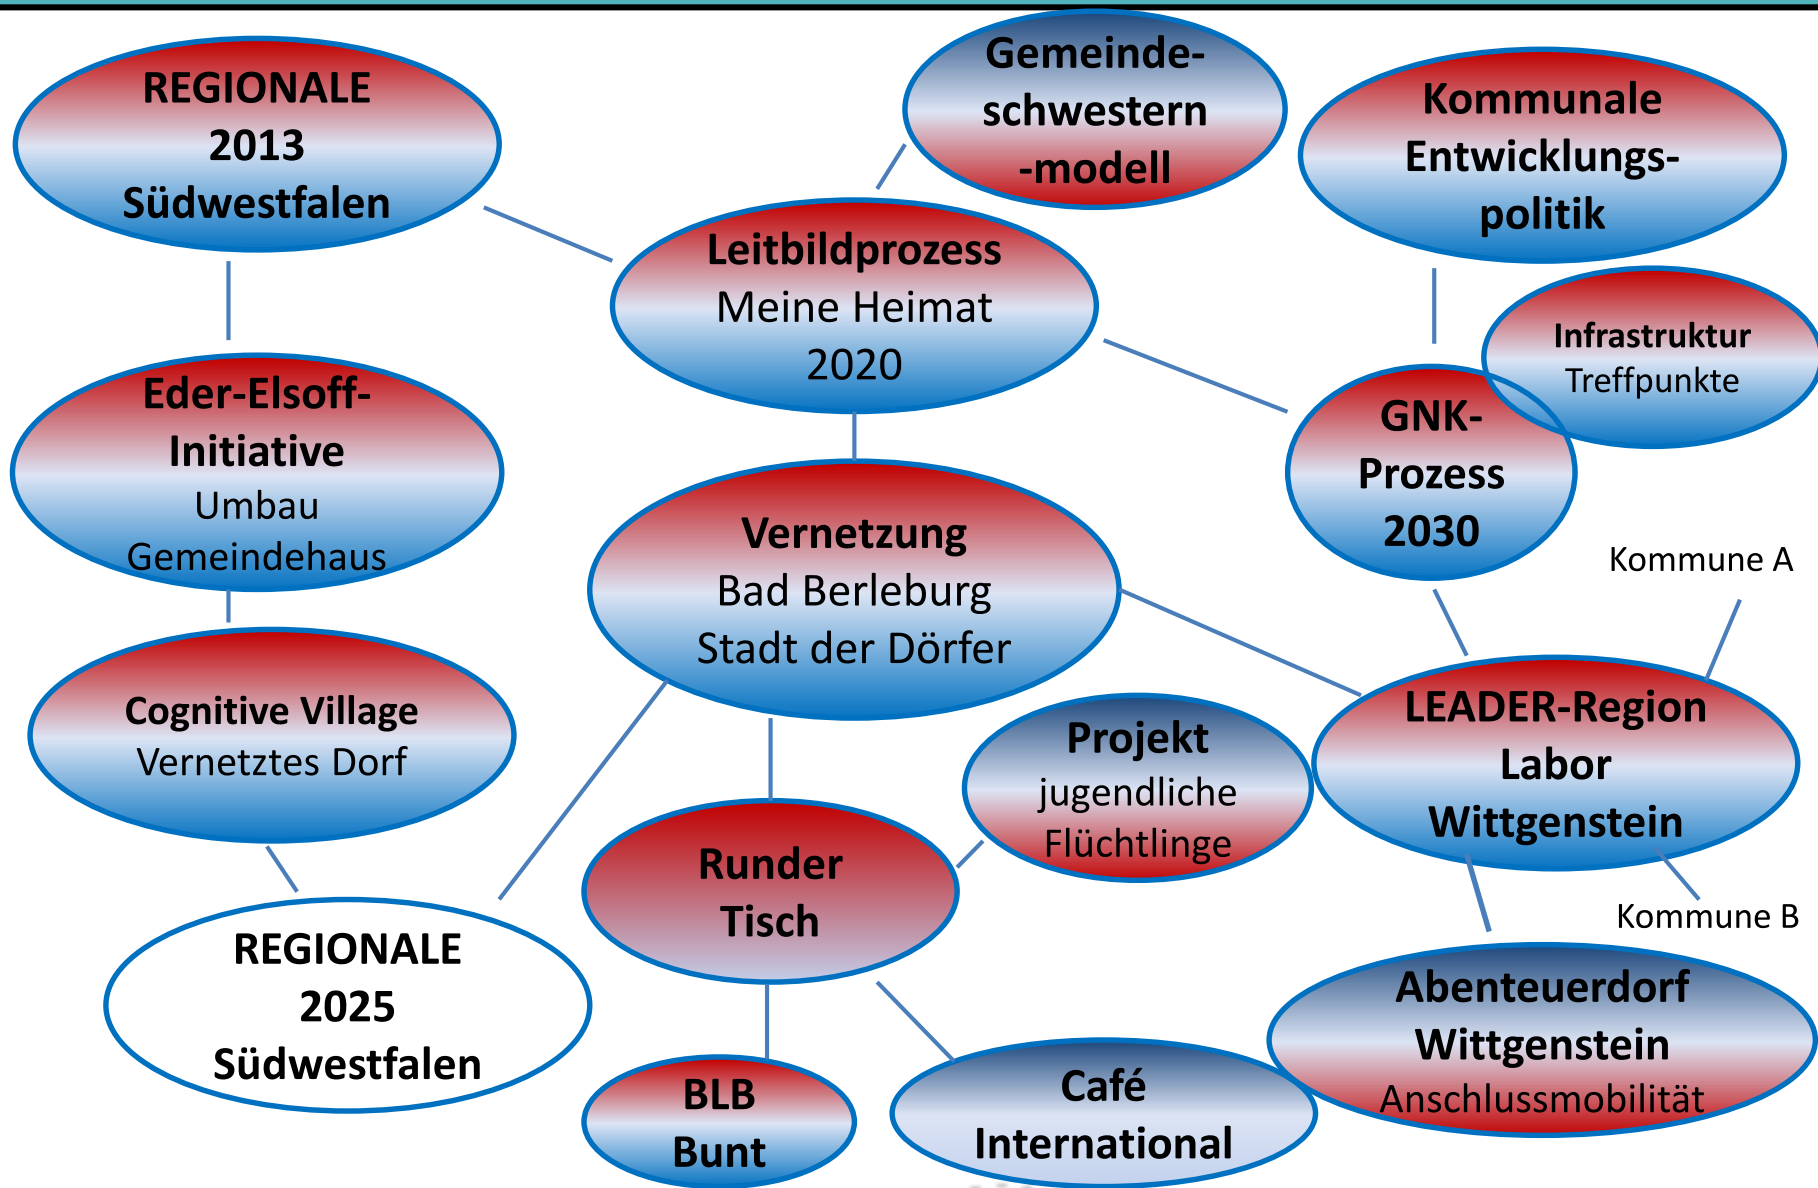 REGIONALE
2013
Südwestfalen
Gemeinde-
schwestern
-modell
Kommunale
Entwicklungs-
politik
Leitbildprozess
Meine Heimat
2020
Infrastruktur
Treffpunkte
Eder-Elsoff-
Initiative
Umbau
Gemeindehaus
GNK-
Prozess
2030
Vernetzung
Bad Berleburg
Stadt der Dörfer
Kommune A
Cognitive Village
Vernetztes Dorf
Projekt
jugendliche
Flüchtlinge
LEADER-Region
Labor
Wittgenstein
Runder
Tisch
Kommune B
REGIONALE
2025
Südwestfalen
Abenteuerdorf
Wittgenstein
Anschlussmobilität
BLB
Bunt
Café
International